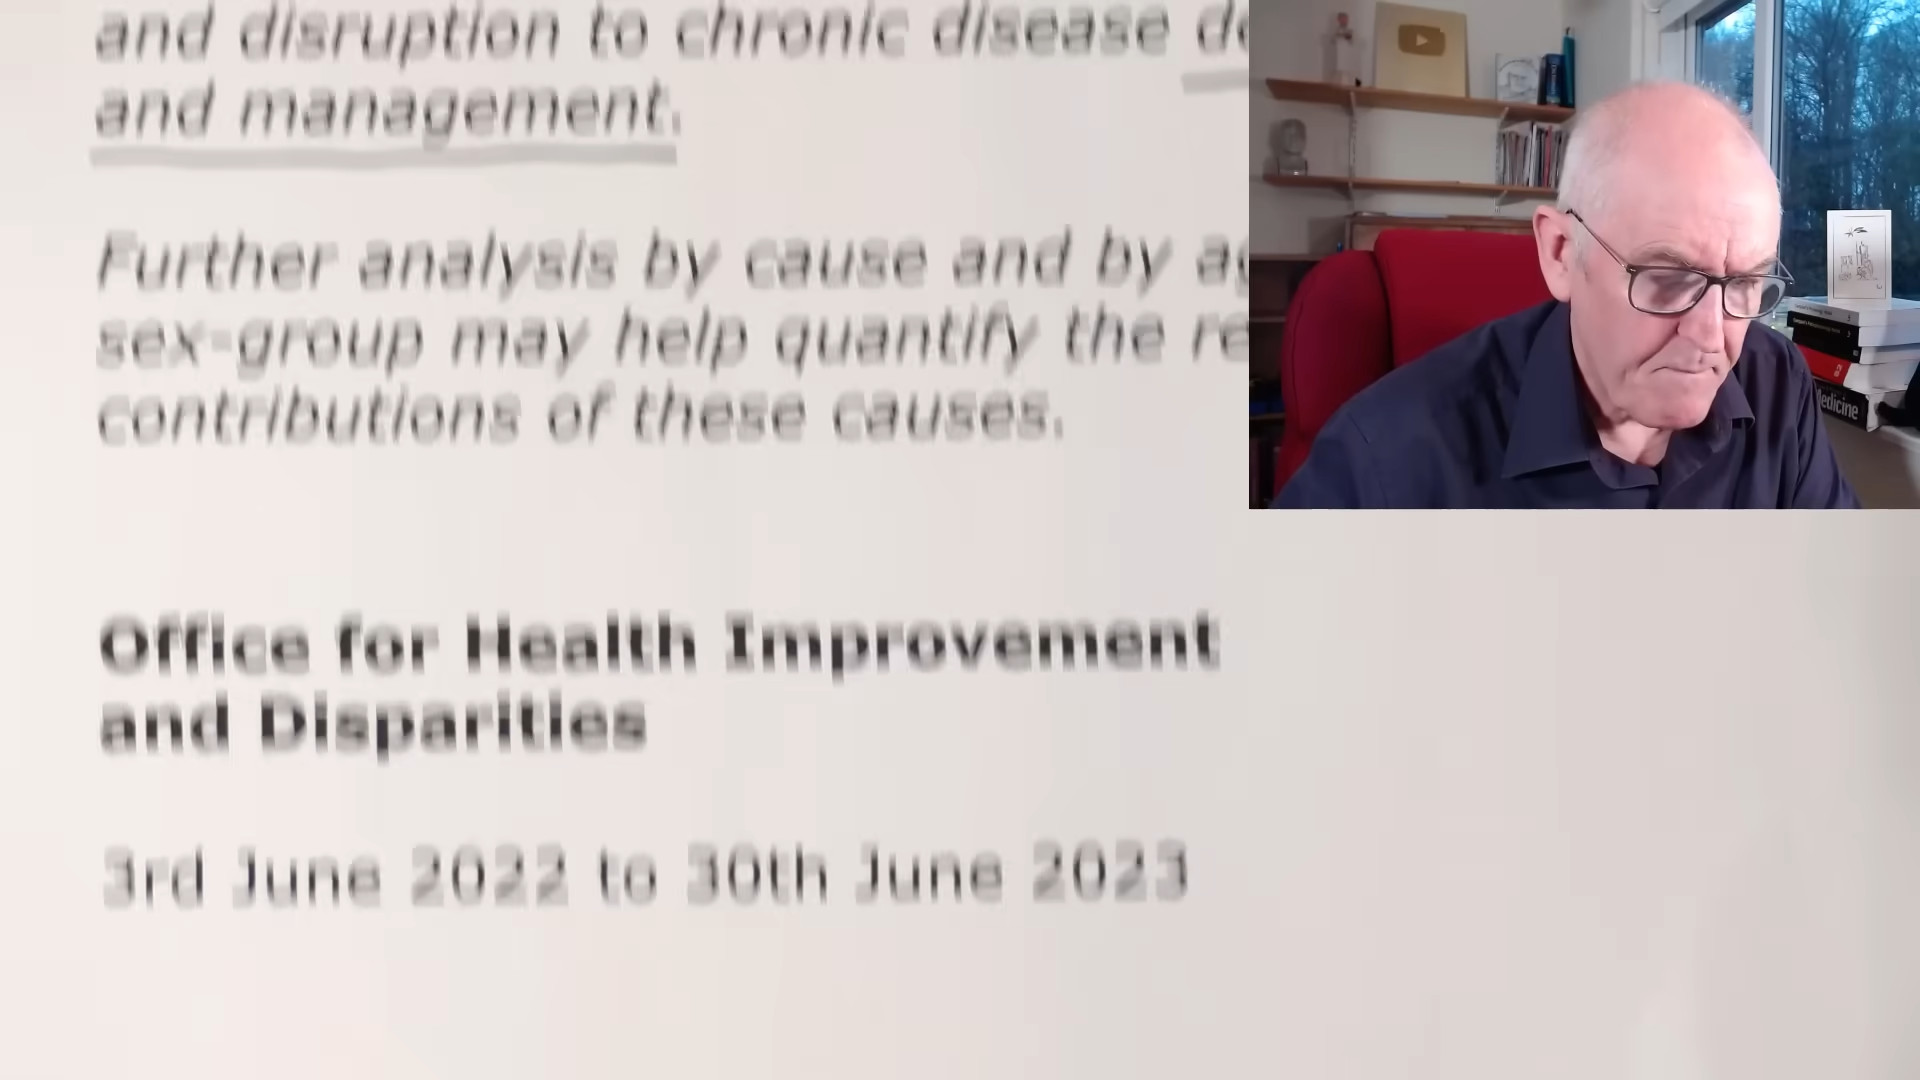 and disruption to chronic disease
and management.
Further analysis by cause and by
sex-group may help quantify the
contributions of these causes.
Office for Health Improvement
and Disparities
3rd June 2022 to 30th June 2023
Medicine